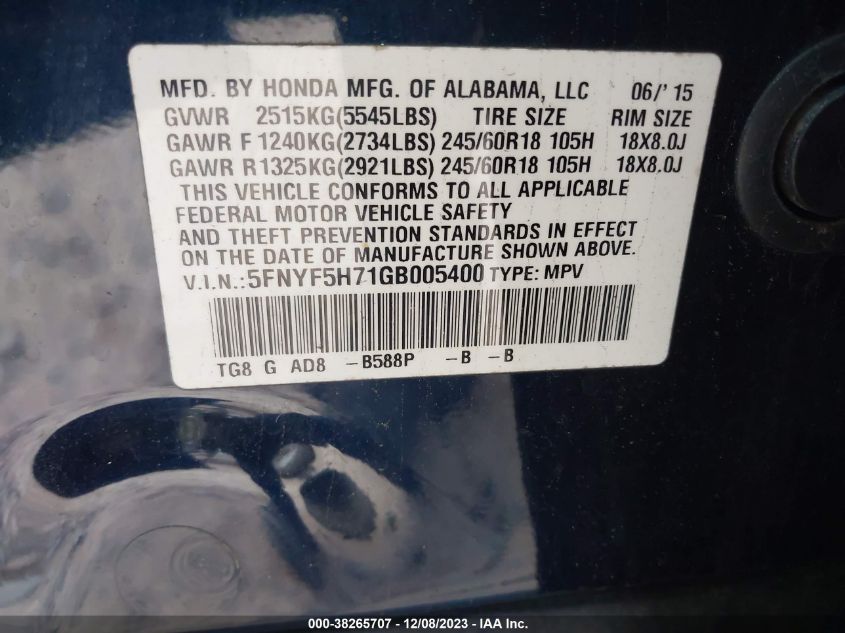 MFD. BY HONDA MFG. OF ALABAMA, LLC 06/'15
GVWR 2515KG(5545LBS) TIRE SIZE RIM SIZE
GAWR F 1240KG(2734LBS) 245/60R18 105H 18X8.0J
GAWR R1325KG(2921LBS) 245/60R18 105H 18X8.0J
THIS VEHICLE CONFORMS TO ALL APPLICABLE
FEDERAL MOTOR VEHICLE SAFETY
AND THEFT PREVENTION STANDARDS IN EFFECT
ON THE DATE OF MANUFACTURE SHOWN ABOVE.
V.I.N.:5FNYF5H71GB005400 TYPE: MPV
TG8 G AD8 -B588P -B -B
000-38265707 - 12/08/2023 - IAA Inc.